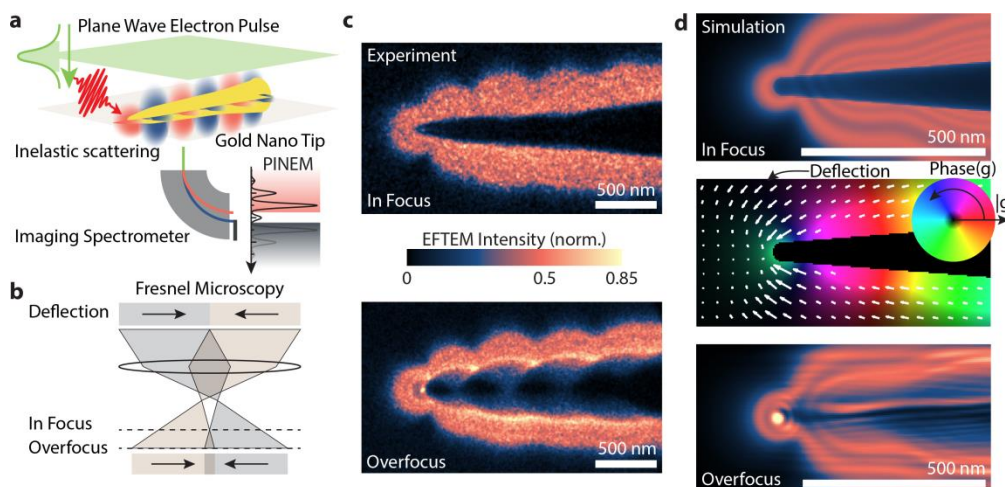 a
Plane Wave Electron Pulse
Inelastic scattering
Gold Nano Tip
PINEM
Imaging Spectrometer
b
Fresnel Microscopy
Deflection
In Focus
Overfocus
c
Experiment
In Focus
500 nm
EFTEM Intensity (norm.)
0
0.5
0.85
Overfocus
500 nm
d
Simulation
500 nm
In Focus
Phase(g)
Deflection
500 nm
Overfocus